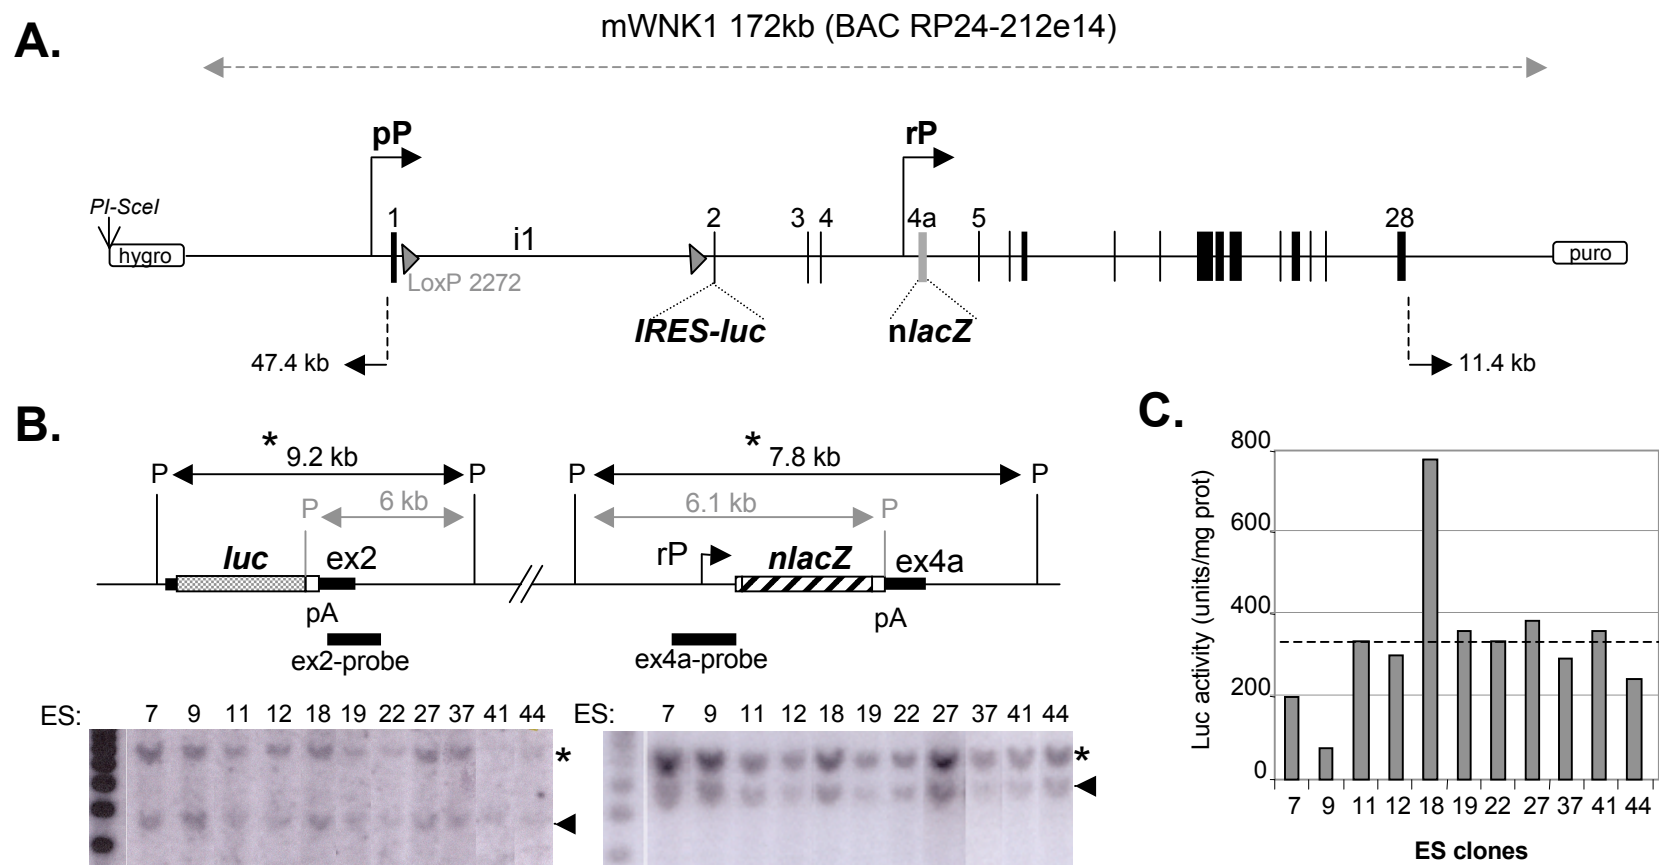 A.
mWNK1 172kb (BAC RP24-212e14)
pP
rP
PI-SceI
hygro
1
i1
2
3
4
4a
5
28
puro
LoxP 2272
IRES-luc
nlacZ
47.4 kb
11.4 kb
B.
* 9.2 kb
* 7.8 kb
P
P
P
P
P
6 kb
6.1 kb
P
luc
ex2
rP
nlacZ
ex4a
pA
pA
ex2-probe
ex4a-probe
ES: 7 9 11 12 18 19 22 27 37 41 44
*
ES: 7 9 11 12 18 19 22 27 37 41 44
*
C.
Luc activity (units/mg prot)
800
600
400
200
0
7 9 11 12 18 19 22 27 37 41 44
ES clones